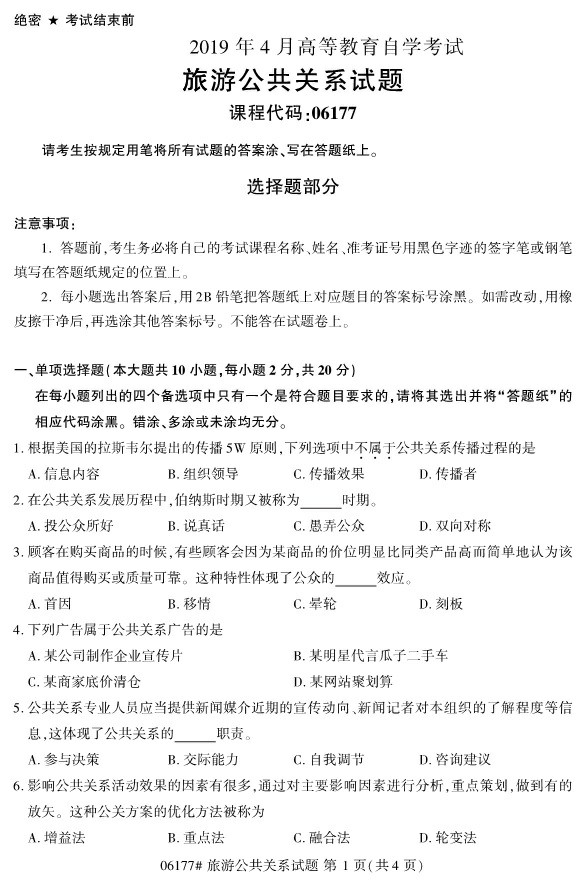 绝密 ★ 考试结束前
2019 年 4 月高等教育自学考试
旅游公共关系试题
课程代码:06177
请考生按规定用笔将所有试题的答案涂、写在答题纸上。
选择题部分
注意事项:
1. 答题前,考生务必将自己的考试课程名称、姓名、准考证号用黑色字迹的签字笔或钢笔
填写在答题纸规定的位置上。
2. 每小题选出答案后,用 2B 铅笔把答题纸上对应题目的答案标号涂黑。如需改动,用橡
皮擦干净后,再选涂其他答案标号。不能答在试题卷上。
一、单项选择题(本大题共 10 小题,每小题 2 分,共 20 分)
在每小题列出的四个备选项中只有一个是符合题目要求的,请将其选出并将“答题纸”的
相应代码涂黑。错涂、多涂或未涂均无分。
1. 根据美国的拉斯韦尔提出的传播 5W 原则,下列选项中不属于公共关系传播过程的是
A. 信息内容 B. 组织领导 C. 传播效果 D. 传播者
2. 在公共关系发展历程中,伯纳斯时期又被称为______时期。
A. 投公众所好 B. 说真话 C. 愚弄公众 D. 双向对称
3. 顾客在购买商品的时候,有些顾客会因为某商品的价位明显比同类产品高而简单地认为该
商品值得购买或质量可靠。这种特性体现了公众的______效应。
A. 首因 B. 移情 C. 晕轮 D. 刻板
4. 下列广告属于公共关系广告的是
A. 某公司制作企业宣传片 B. 某明星代言瓜子二手车
C. 某商家底价清仓 D. 某网站聚划算
5. 公共关系专业人员应当提供新闻媒介近期的宣传动向、新闻记者对本组织的了解程度等信
息,这体现了公共关系的______职责。
A. 参与决策 B. 交际能力 C. 自我调节 D. 咨询建议
6. 影响公共关系活动效果的因素有很多,通过对主要影响因素进行分析,重点策划,做到有的
放矢。这种公关方案的优化方法被称为
A. 增益法 B. 重点法 C. 融合法 D. 轮变法
06177# 旅游公共关系试题 第 1 页(共 4 页)